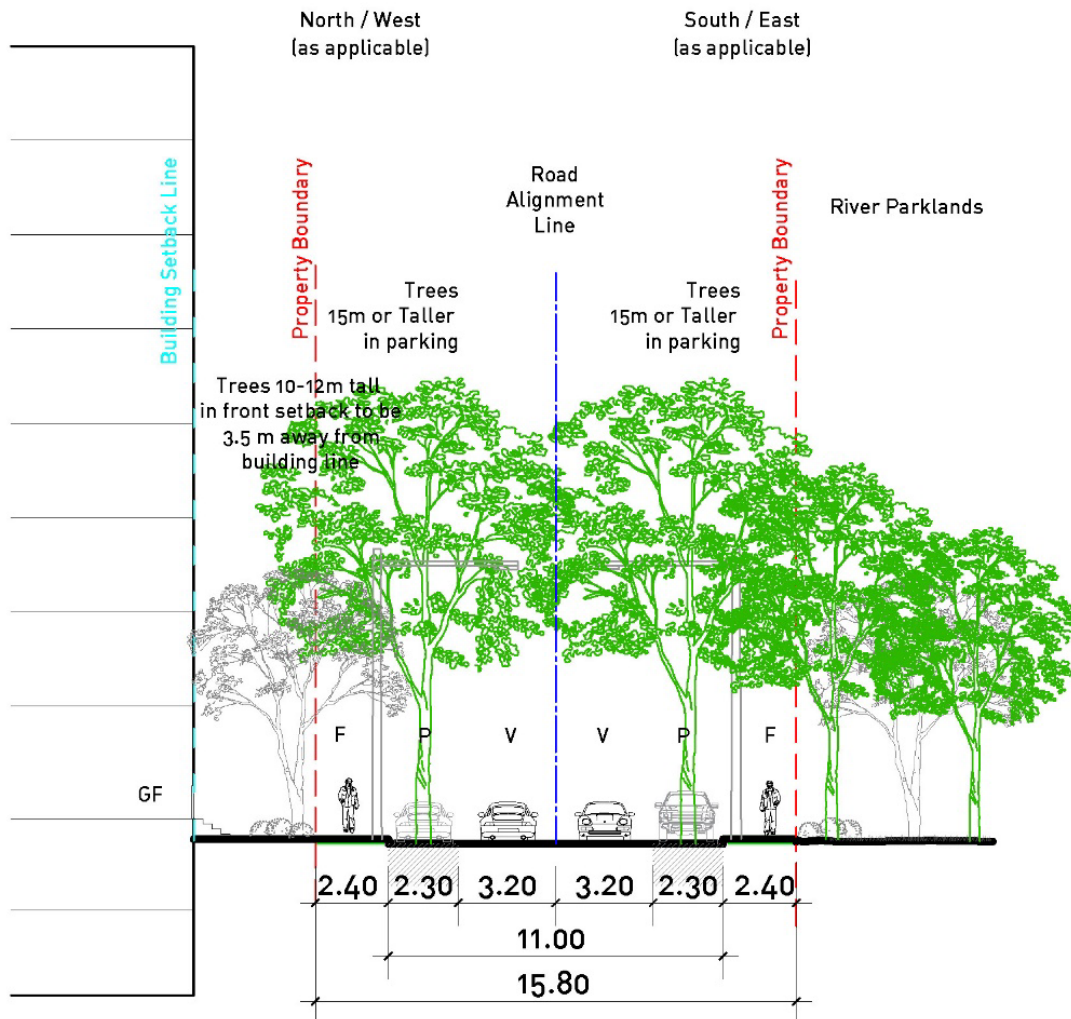 North / West
(as applicable)
South / East
(as applicable)
Building Setback Line
Property Boundary
Road
Alignment
Line
Property Boundary
River Parklands
Trees
15m or Taller
in parking
Trees
15m or Taller
in parking
Trees 10-12m tall
in front setback to be
3.5 m away from
building line
F
P
V
V
P
F
GF
2.40
2.30
3.20
3.20
2.30
2.40
11.00
15.80